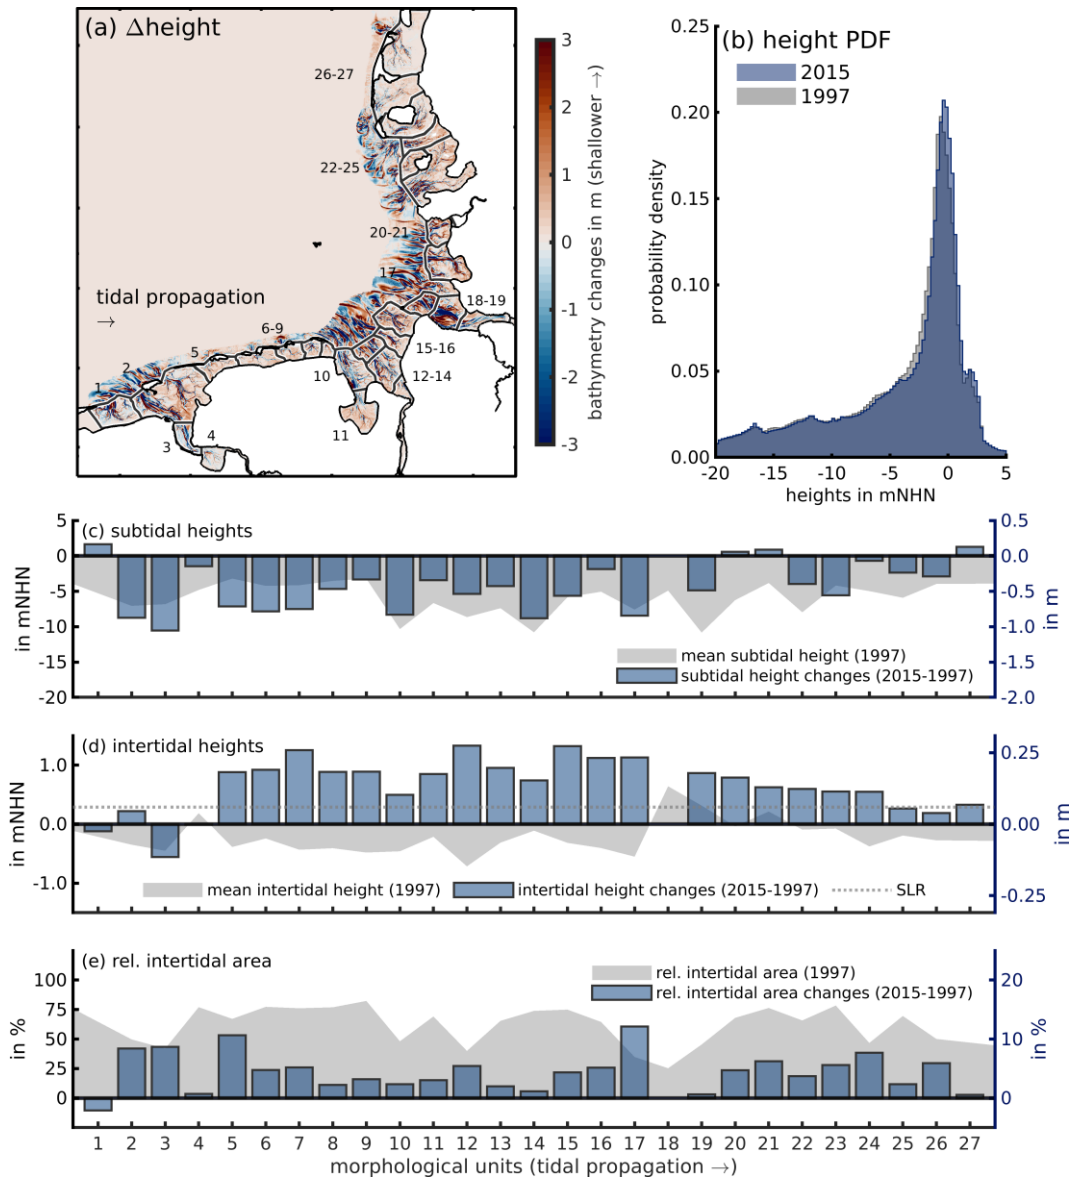 (a) Δheight
26-27
22-25
20-21
17
tidal propagation
→
18-19
6-9
5
15-16
2
10
12-14
1
11
3
4
3
2
1
0
-1
-2
-3
bathymetry changes in m (shallower →)
(b) height PDF
2015
1997
0.25
0.20
0.15
0.10
0.05
0.00
probability density
-20
-15
-10
-5
0
5
heights in mNHN
(c) subtidal heights
5
0
-5
-10
-15
-20
in mNHN
0.5
0.0
-0.5
-1.0
-1.5
-2.0
in m
mean subtidal height (1997)
subtidal height changes (2015-1997)
(d) intertidal heights
1.0
0.0
-1.0
in mNHN
0.25
0.00
-0.25
in m
mean intertidal height (1997)
intertidal height changes (2015-1997)
SLR
(e) rel. intertidal area
100
75
50
25
0
in %
20
10
0
in %
rel. intertidal area (1997)
rel. intertidal area changes (2015-1997)
1 2 3 4 5 6 7 8 9 10 11 12 13 14 15 16 17 18 19 20 21 22 23 24 25 26 27
morphological units (tidal propagation →)